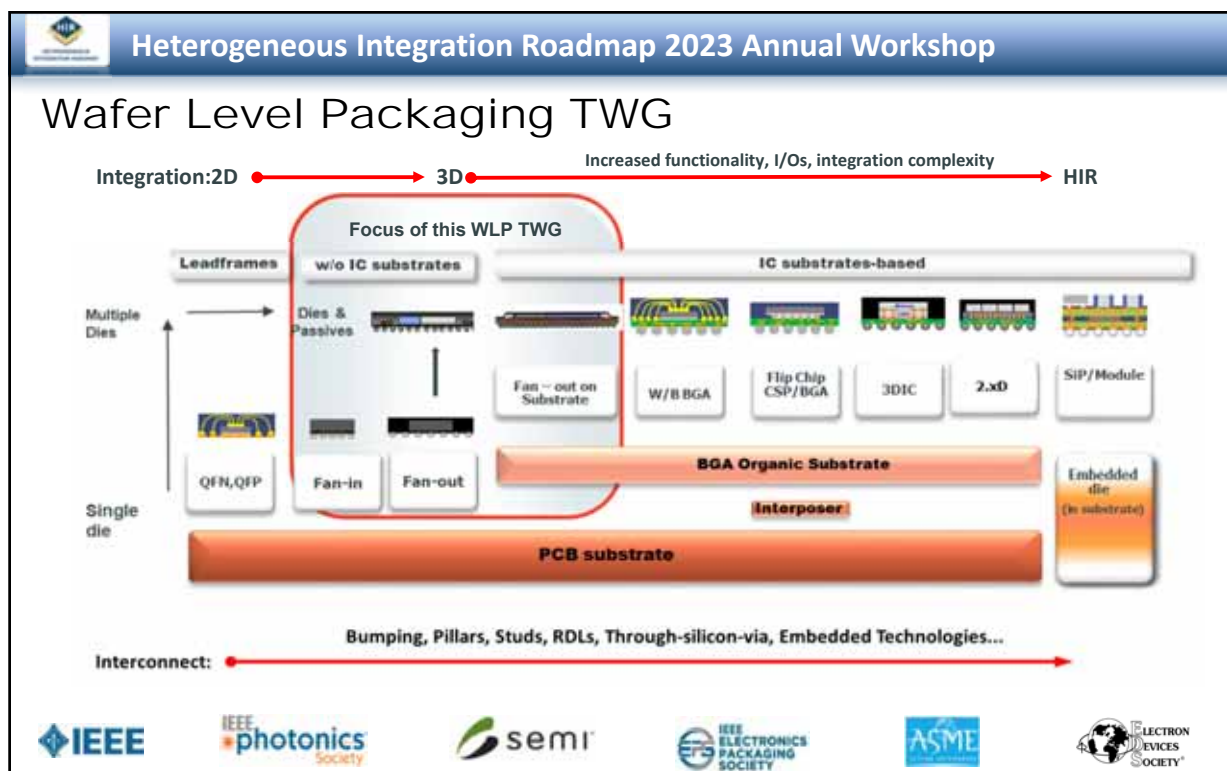 HIR
HETEROGENEOUS
INTEGRATION ROADMAP
Heterogeneous Integration Roadmap 2023 Annual Workshop
Wafer Level Packaging TWG
Increased functionality, I/Os, integration complexity
Integration:2D
3D
HIR
Focus of this WLP TWG
Leadframes
w/o IC substrates
IC substrates-based
Multiple
Dies
Dies &
Passives
Fan – out on
Substrate
W/B BGA
Flip Chip
CSP/BGA
3DIC
2.xD
SiP/Module
QFN,QFP
Fan-in
Fan-out
BGA Organic Substrate
Embedded
die
(in substrate)
Single
die
Interposer
PCB substrate
Bumping, Pillars, Studs, RDLs, Through-silicon-via, Embedded Technologies...
Interconnect:
IEEE
IEEE
photonics
Society
semi
IEEE
ELECTRONICS
PACKAGING
SOCIETY
ASME
ELECTRON
DEVICES
SOCIETY®